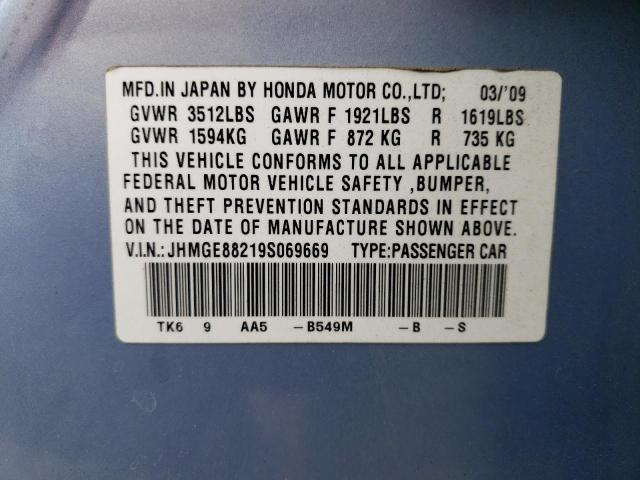 MFD.IN JAPAN BY HONDA MOTOR CO.,LTD; 03/'09
GVWR 3512LBS GAWR F 1921LBS R 1619LBS
GVWR 1594KG GAWR F 872 KG R 735 KG
THIS VEHICLE CONFORMS TO ALL APPLICABLE
FEDERAL MOTOR VEHICLE SAFETY ,BUMPER,
AND THEFT PREVENTION STANDARDS IN EFFECT
ON THE DATE OF MANUFACTURE SHOWN ABOVE.
V.I.N.: JHMGE88219S069669 TYPE:PASSENGER CAR
TK6 9 AA5 -B549M -B -S